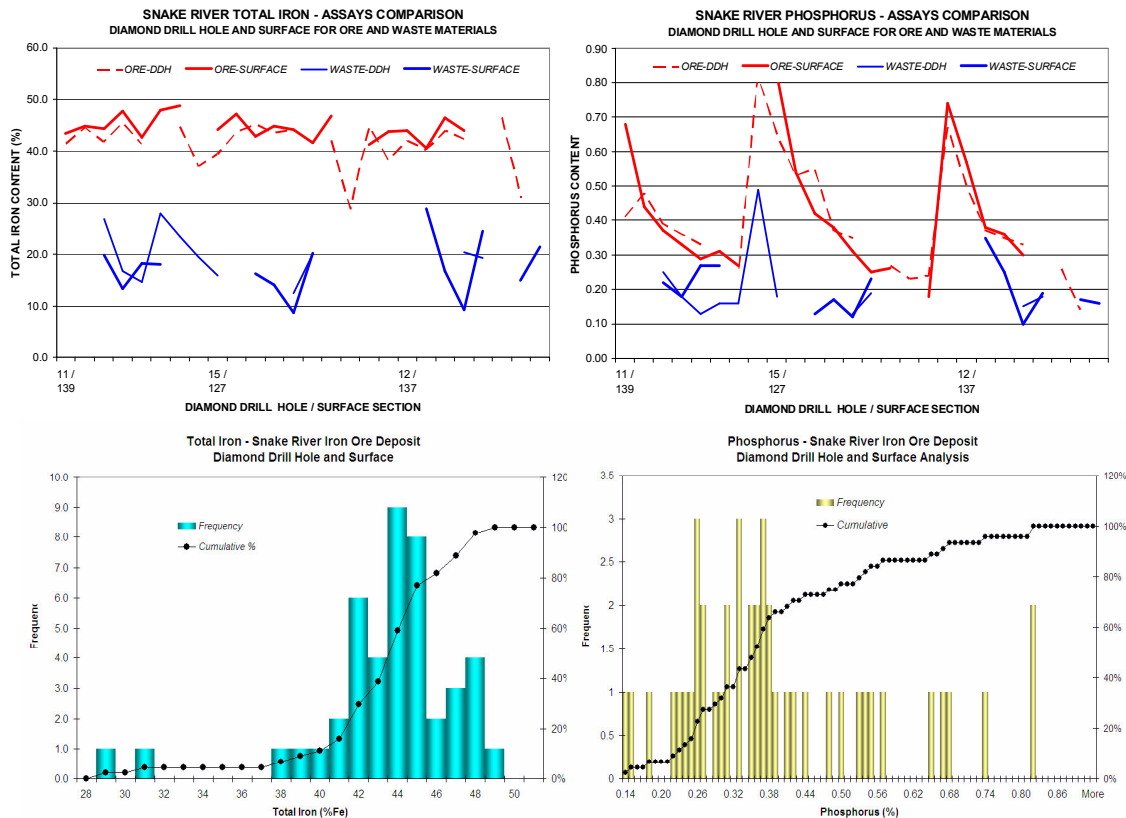 SNAKE RIVER TOTAL IRON - ASSAYS COMPARISON
DIAMOND DRILL HOLE AND SURFACE FOR ORE AND WASTE MATERIALS
60.0
50.0
40.0
30.0
20.0
10.0
0.0
TOTAL IRON CONTENT (%)
ORE-DDH
ORE-SURFACE
WASTE-DDH
WASTE-SURFACE
11 /
139
15 /
127
12 /
137
DIAMOND DRILL HOLE / SURFACE SECTION
SNAKE RIVER PHOSPHORUS - ASSAYS COMPARISON
DIAMOND DRILL HOLE AND SURFACE FOR ORE AND WASTE MATERIALS
0.90
0.80
0.70
0.60
0.50
0.40
0.30
0.20
0.10
0.00
PHOSPHORUS CONTENT
ORE-DDH
ORE-SURFACE
WASTE-DDH
WASTE-SURFACE
11 /
139
15 /
127
12 /
137
DIAMOND DRILL HOLE / SURFACE SECTION
Total Iron - Snake River Iron Ore Deposit
Diamond Drill Hole and Surface
10.0
9.0
8.0
7.0
6.0
5.0
4.0
3.0
2.0
1.0
0.0
Frequenc
Frequency
Cumulative %
120
100
80%
60%
40%
20%
0%
28 30 32 34 36 38 40 42 44 46 48 50
Total Iron (%Fe)
Phosphorus - Snake River Iron Ore Deposit
Diamond Drill Hole and Surface Analysis
3.5
3
2.5
2
1.5
1
0.5
0
Frequenc
Frequency
Cumulative
120%
100%
80%
60%
40%
20%
0%
0.14 0.20 0.26 0.32 0.38 0.44 0.50 0.56 0.62 0.68 0.74 0.80 0.86 More
Phosphorus (%)